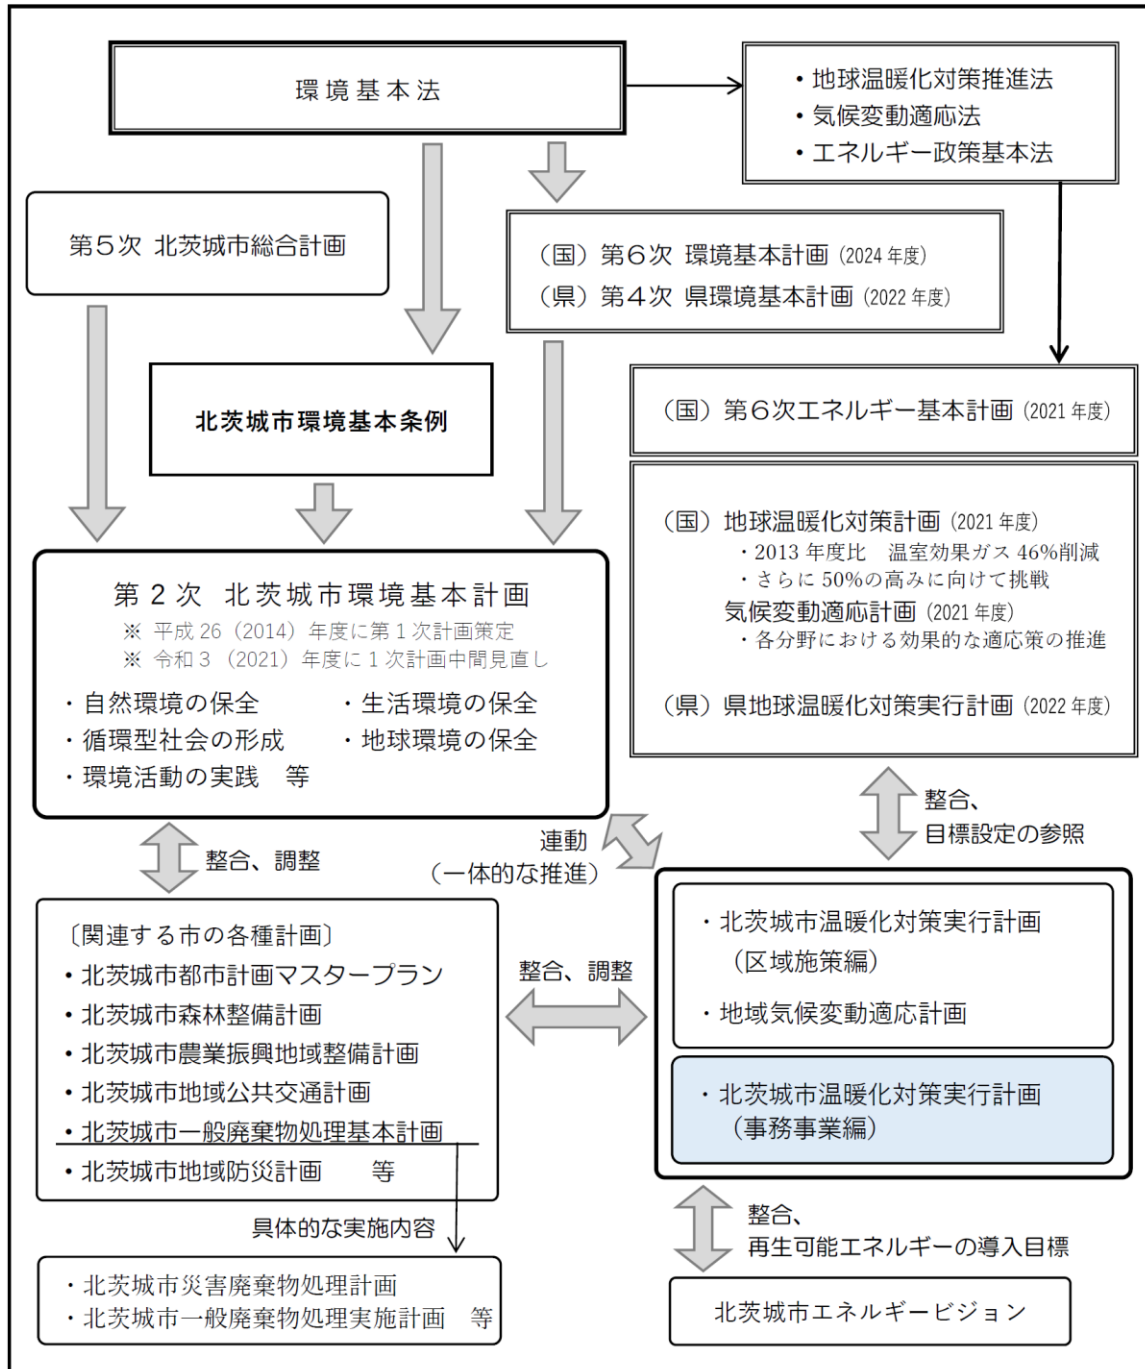 環境基本法
・地球温暖化対策推進法
・気候変動適応法
・エネルギー政策基本法
第5次 北茨城市総合計画
（国）第6次 環境基本計画（2024 年度）
（県）第4次 県環境基本計画（2022 年度）
北茨城市環境基本条例
（国）第6次エネルギー基本計画（2021 年度）
（国）地球温暖化対策計画（2021 年度）
・2013 年度比　温室効果ガス 46%削減
・さらに 50%の高みに向けて挑戦
気候変動適応計画（2021 年度）
・各分野における効果的な適応策の推進
（県）県地球温暖化対策実行計画（2022 年度）
第 2 次 北茨城市環境基本計画
※ 平成 26（2014）年度に第 1 次計画策定
※ 令和 3（2021）年度に 1 次計画中間見直し
・自然環境の保全　・生活環境の保全
・循環型社会の形成　・地球環境の保全
・環境活動の実践　等
整合、調整
連動
（一体的な推進）
整合、
目標設定の参照
〔関連する市の各種計画〕
・北茨城市都市計画マスタープラン
・北茨城市森林整備計画
・北茨城市農業振興地域整備計画
・北茨城市地域公共交通計画
・北茨城市一般廃棄物処理基本計画
・北茨城市地域防災計画　等
整合、調整
・北茨城市温暖化対策実行計画
（区域施策編）
・地域気候変動適応計画
・北茨城市温暖化対策実行計画
（事務事業編）
具体的な実施内容
・北茨城市災害廃棄物処理計画
・北茨城市一般廃棄物処理実施計画　等
整合、
再生可能エネルギーの導入目標
北茨城市エネルギービジョン